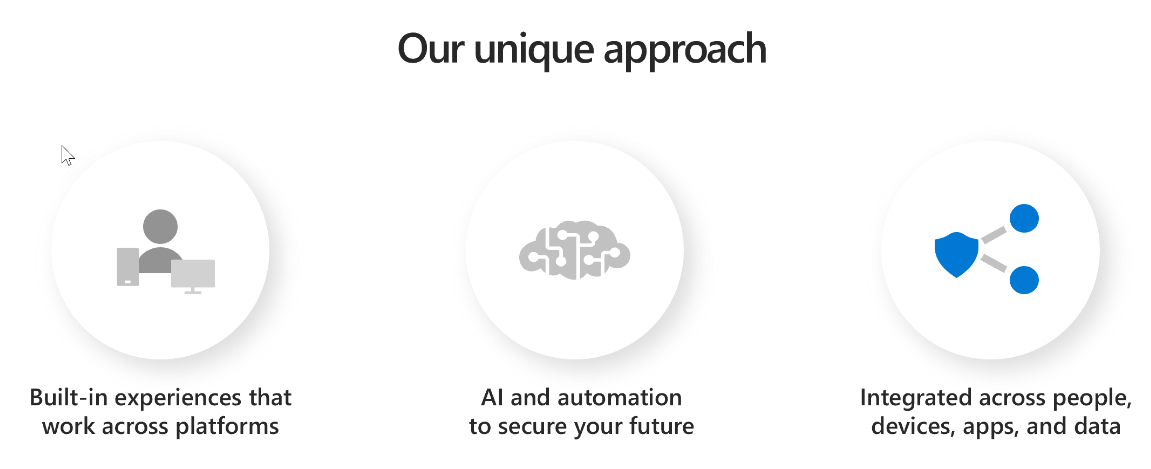 Our unique approach
Built-in experiences that
work across platforms
AI and automation
to secure your future
Integrated across people,
devices, apps, and data